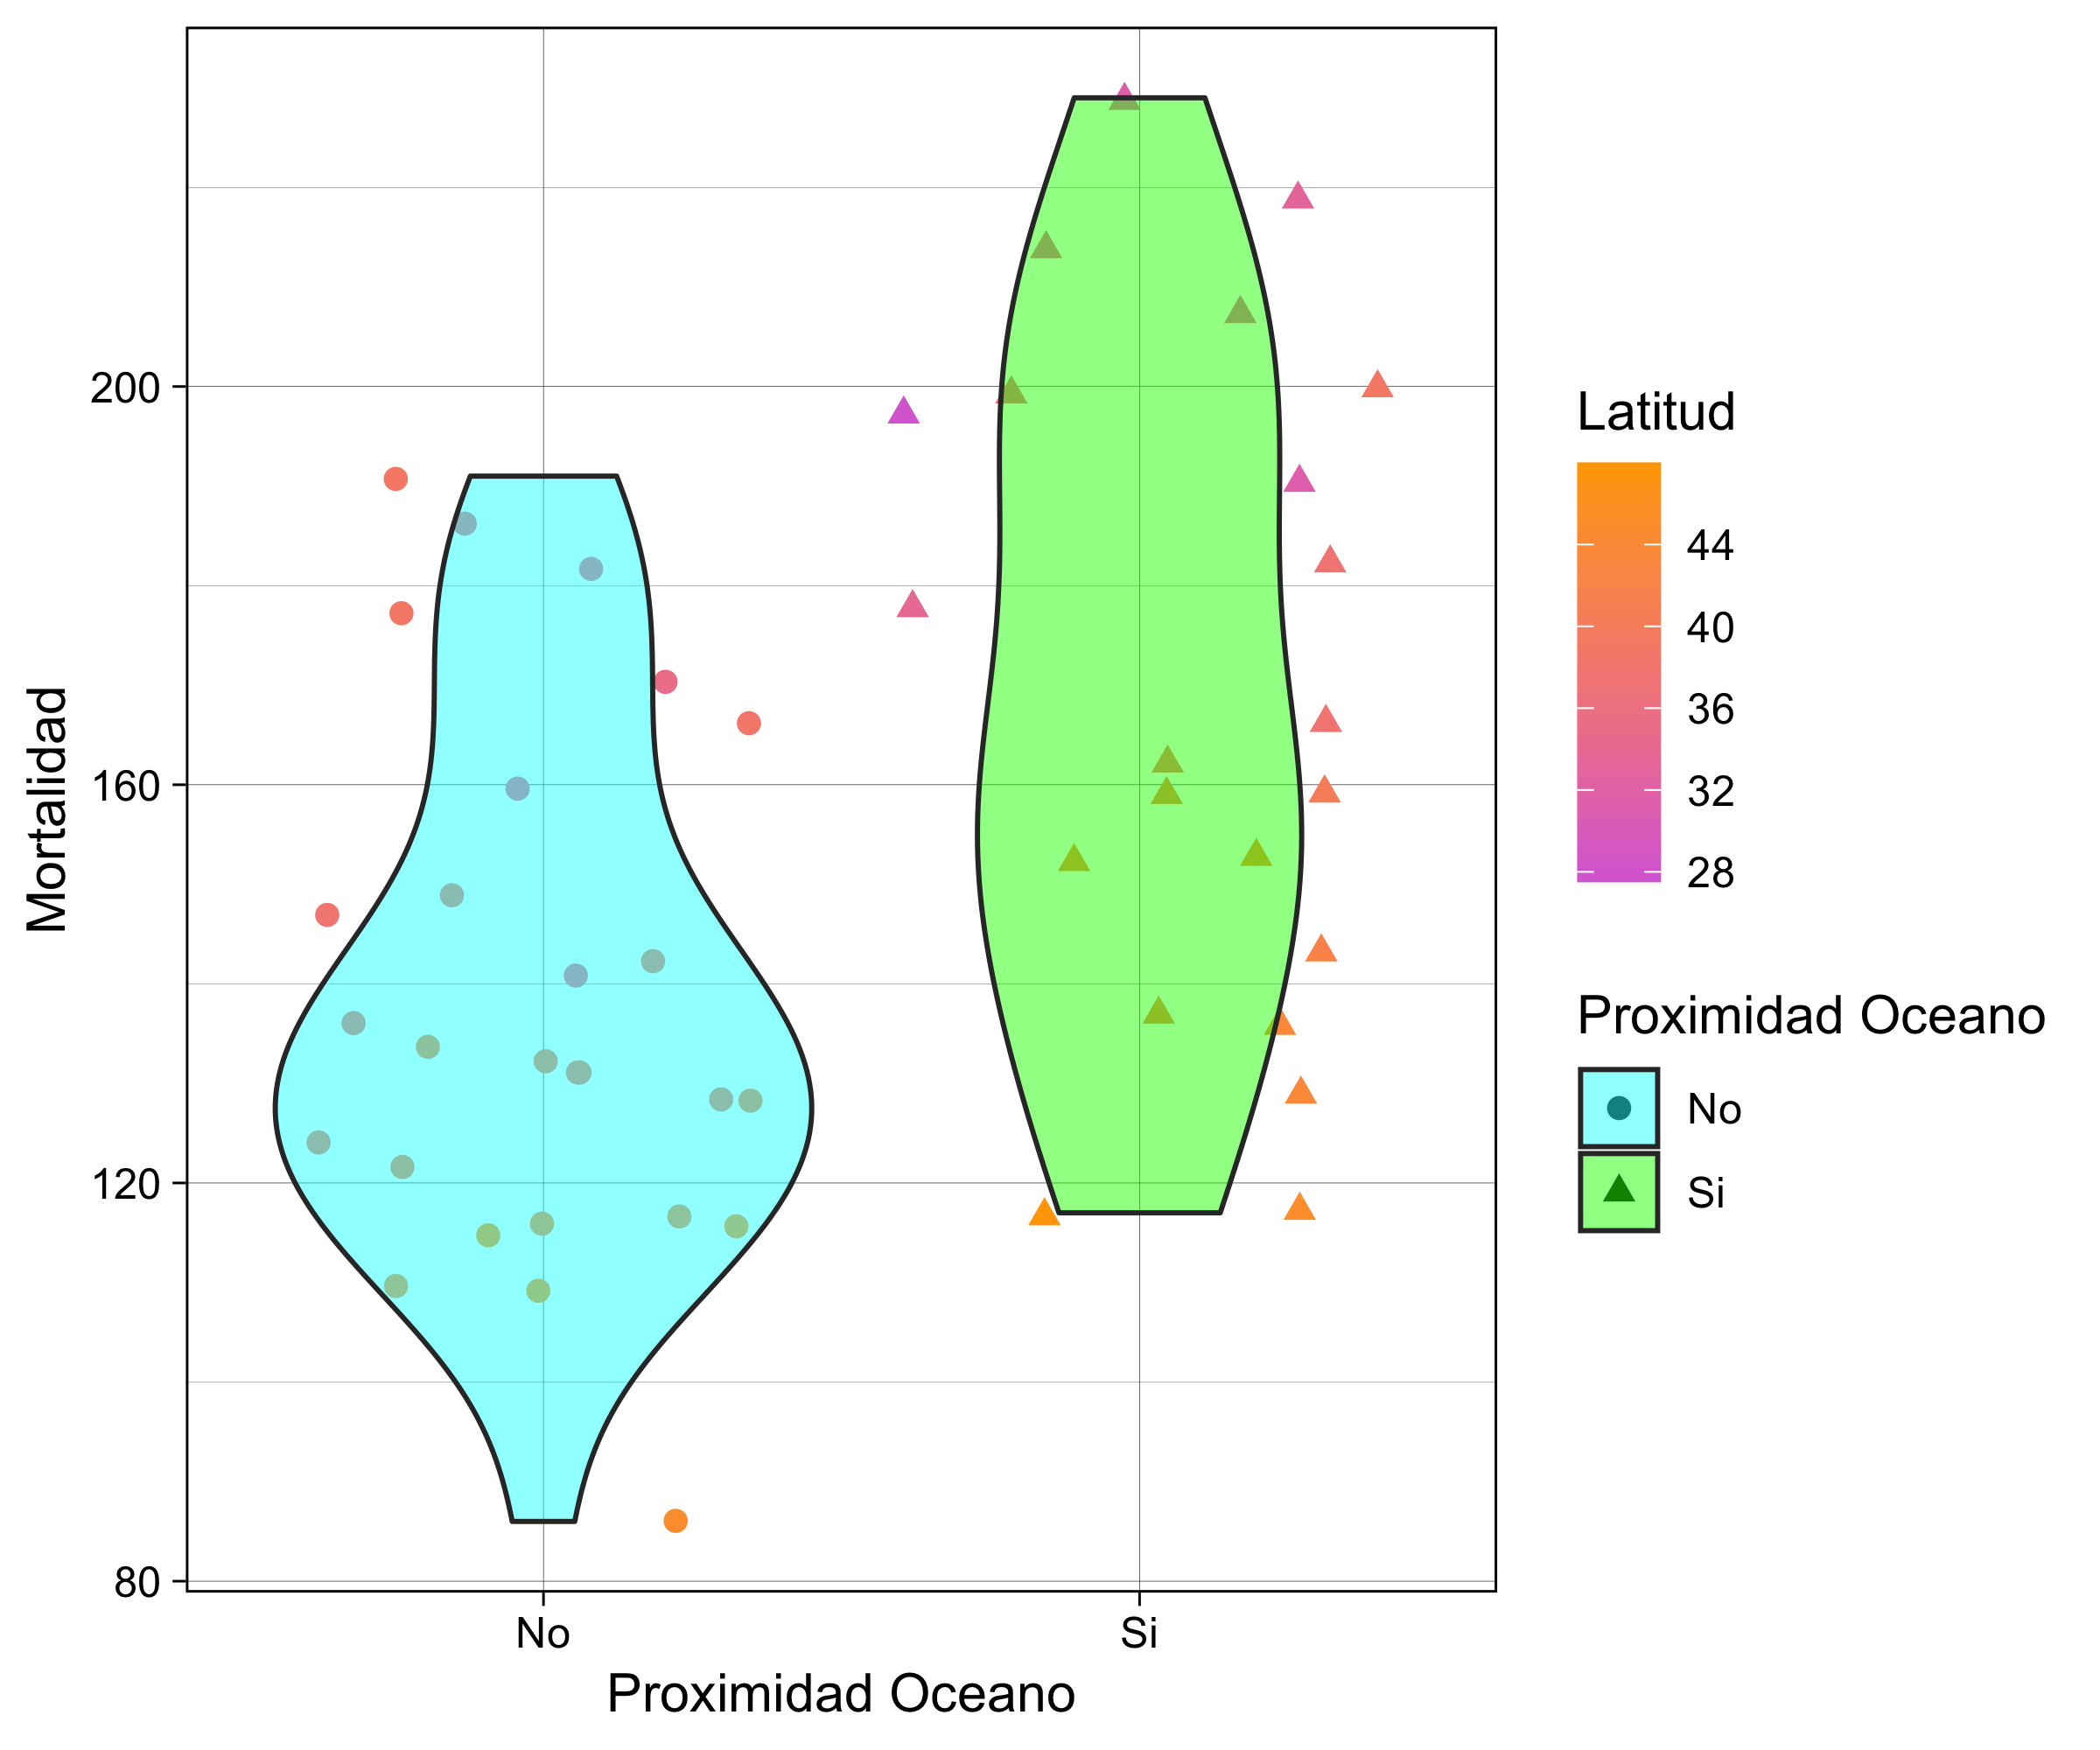 Mortalidad
200
160
120
80
No
Si
Proximidad Oceano
Latitud
44
40
36
32
28
Proximidad Oceano
No
Si